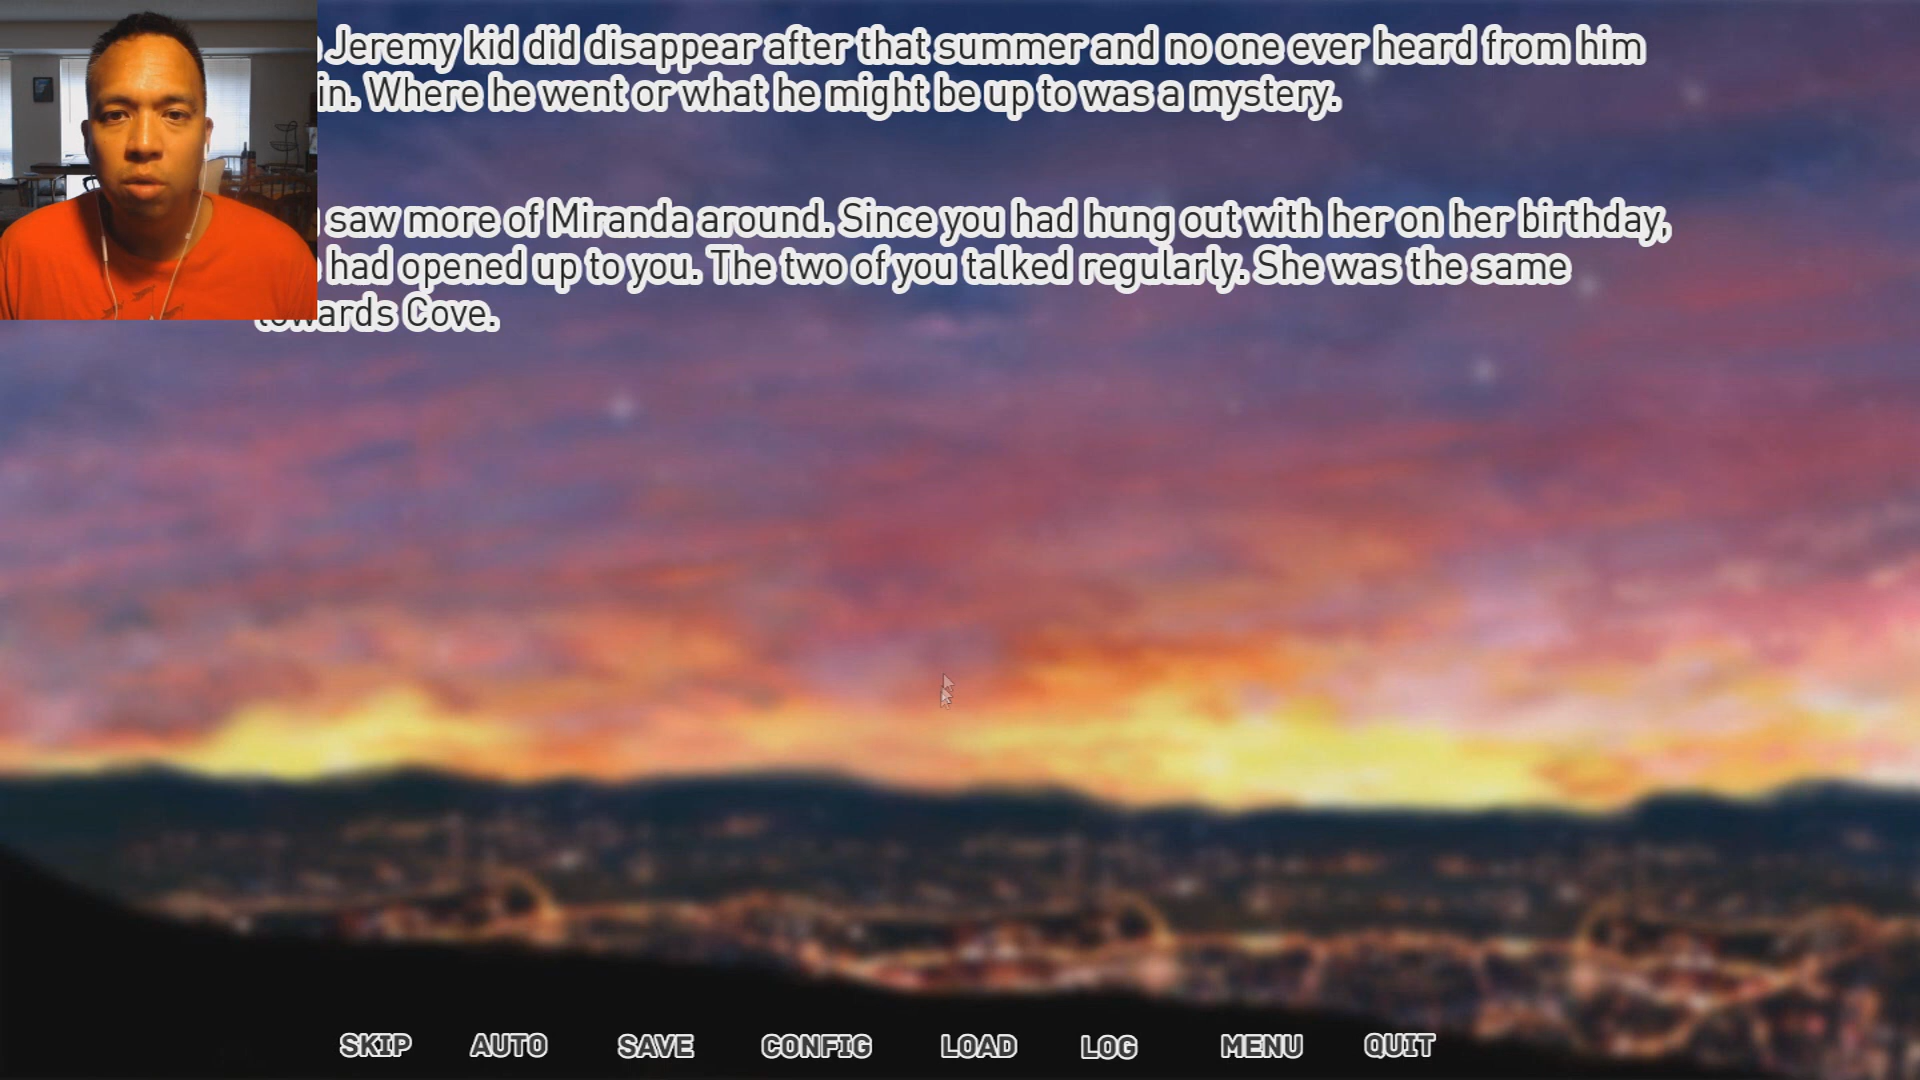 Jeremy kid did disappear after that summer and no one ever heard from him
in. Where he went or what he might be up to was a mystery.
saw more of Miranda around. Since you had hung out with her on her birthday,
had opened up to you. The two of you talked regularly. She was the same
towards Cove.
SKIP AUTO SAVE CONFIG LOAD LOG MENU QUIT